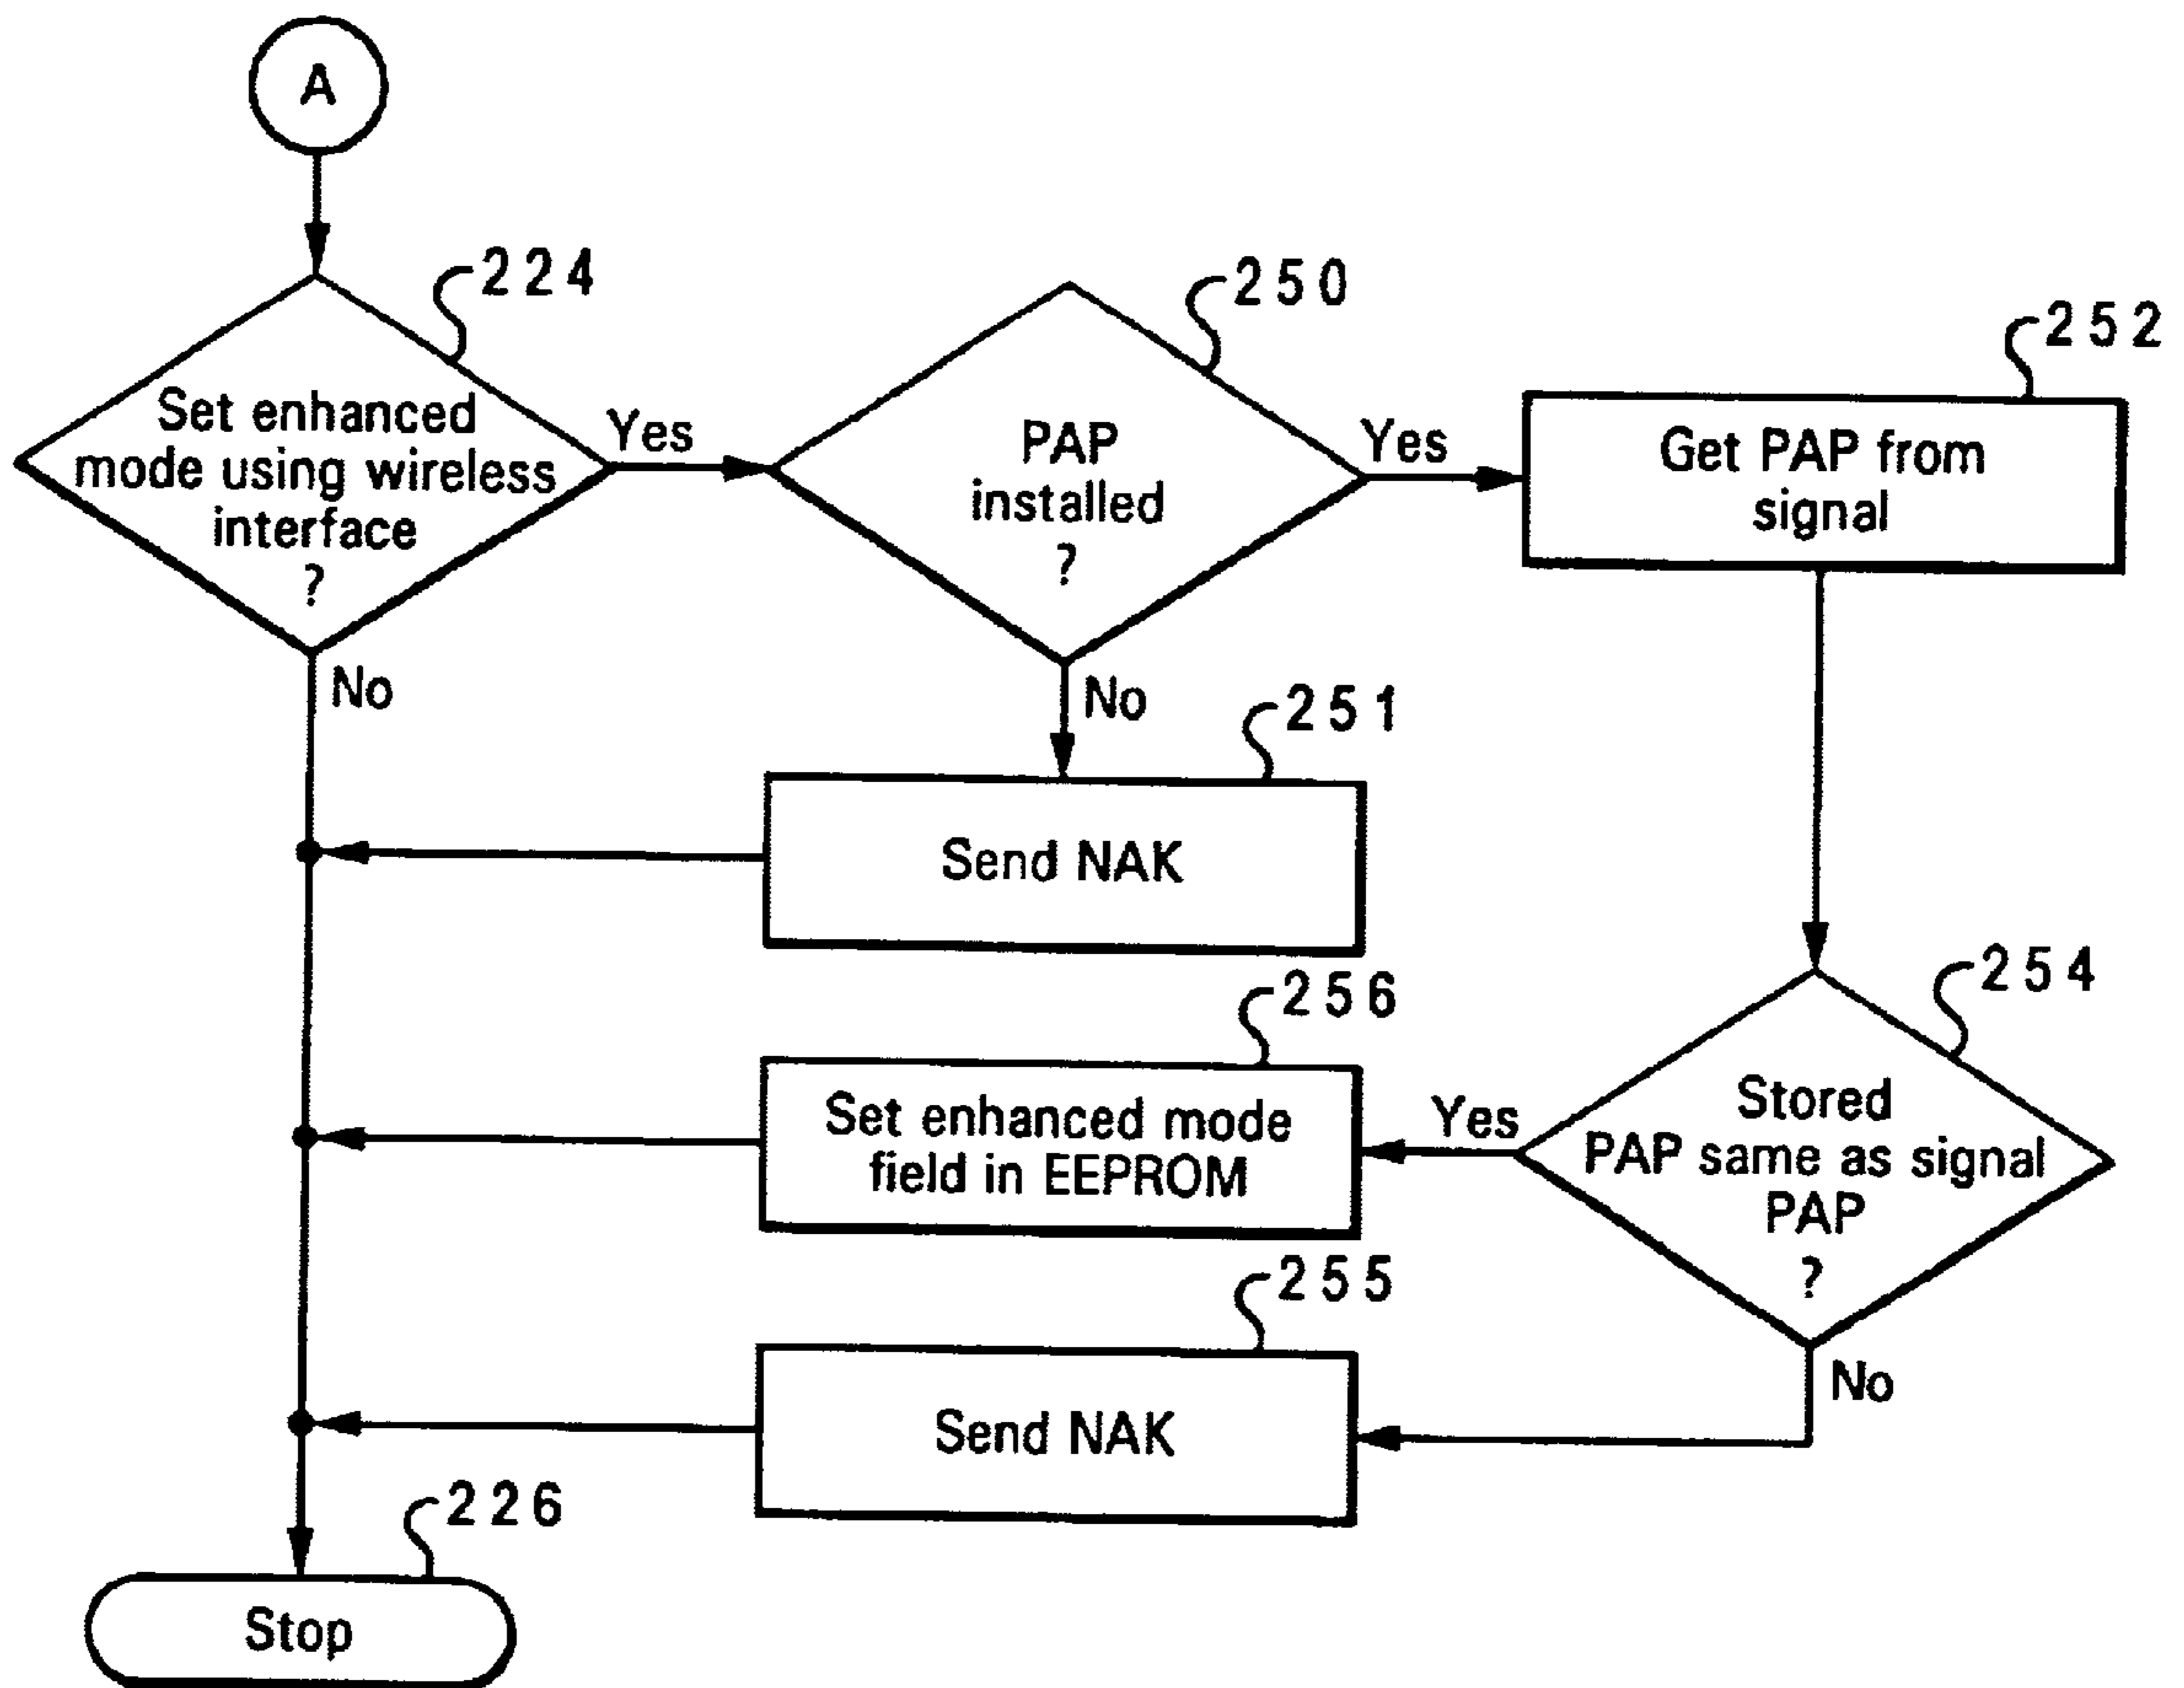 A
224
Set enhanced
mode using wireless
interface
?
Yes
No
250
PAP
installed
?
Yes
No
252
Get PAP from
signal
251
Send NAK
254
Stored
PAP same as signal
PAP
?
Yes
No
256
Set enhanced mode
field in EEPROM
255
Send NAK
226
Stop